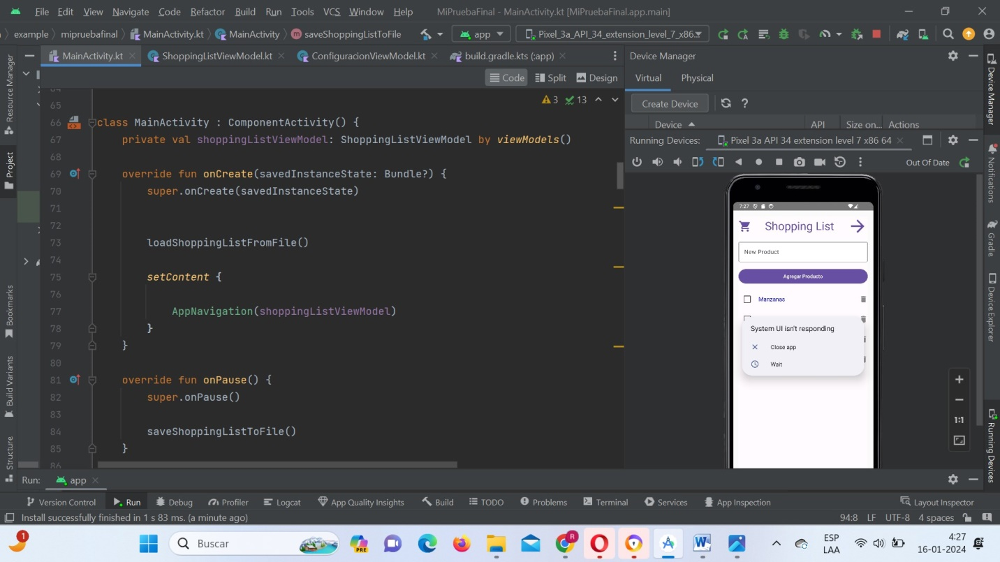 File Edit View Navigate Code Refactor Build Run Tools VCS Window Help MiPruebaFinal - MainActivity.kt [MiPruebaFinal.app.main]
example mipruebafinal MainActivity.kt MainActivity saveShoppingListToFile app Pixel_3a_API_34_extension_level_7_x86...
MainActivity.kt ShoppingListViewModel.kt ConfiguracionViewModel.kt build.gradle.kts (:app)
Code Split Design
3 13
64
65
66 class MainActivity : ComponentActivity() {
67 private val shoppingListViewModel: ShoppingListViewModel by viewModels()
68
69 override fun onCreate(savedInstanceState: Bundle?) {
70 super.onCreate(savedInstanceState)
71
72
73 loadShoppingListFromFile()
74
75 setContent {
76
77 AppNavigation(shoppingListViewModel)
78 }
79 }
80
81 override fun onPause() {
82 super.onPause()
83
84 saveShoppingListToFile()
85 }
86
Resource Manager
Project
Bookmarks
Build Variants
Structure
Device Manager
Virtual Physical
Create Device ?
Device API Size on... Actions
Running Devices: Pixel 3a API 34 extension level 7 x86 64
Out Of Date
7:27
Shopping List
New Product
Agregar Producto
Manzanas
System UI isn't responding
Close app
Wait
1:1
Device Manager
Notifications
Gradle
Device Explorer
Running Devices
Run: app
Version Control Run Debug Profiler Logcat App Quality Insights Build TODO Problems Terminal Services App Inspection Layout Inspector
Install successfully finished in 1 s 83 ms. (a minute ago) 94:8 LF UTF-8 4 spaces
1 Buscar PRE R ESP
LAA
4:27
16-01-2024